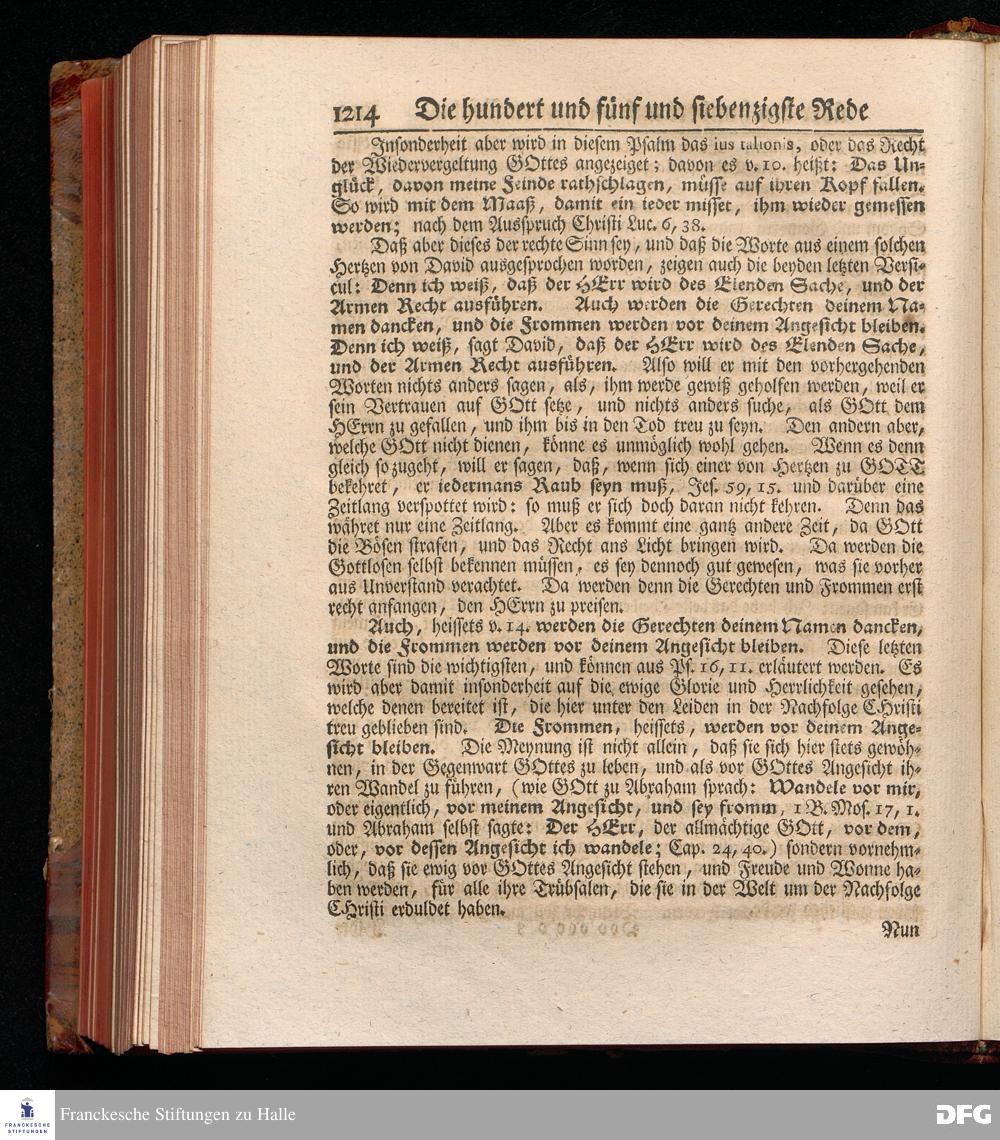 1214 Die hundert und fünf und siebenzigste Rede
Insonderheit aber wird in diesem Psalm das ius talionis, oder das Recht
der Wiedervergeltung GOttes angezeiget; davon es v. 10. heißt: Das Un=
glück, davon meine Feinde rathschlagen, müsse auf ihren Kopf fallen.
So wird mit dem Maaß, damit ein ieder misset, ihm wieder gemessen
werden; nach dem Ausspruch Christi Luc. 6, 38.
Daß aber dieses der rechte Sinn sey, und daß die Worte aus einem solchen
Hertzen von David ausgesprochen worden, zeigen auch die beyden letzten Versi=
cul: Denn ich weiß, daß der HErr wird des Elenden Sache, und der
Armen Recht ausführen. Auch werden die Gerechten deinem Na=
men dancken, und die Frommen werden vor deinem Angesicht bleiben.
Denn ich weiß, sagt David, daß der HErr wird des Elenden Sache,
und der Armen Recht ausführen. Also will er mit den vorhergehenden
Worten nichts anders sagen, als, ihm werde gewiß geholfen werden, weil er
sein Vertrauen auf GOtt setze, und nichts anders suche, als GOtt dem
HErrn zu gefallen, und ihm bis in den Tod treu zu seyn. Den andern aber,
welche GOtt nicht dienen, könne es unmöglich wohl gehen. Wenn es denn
gleich so zugeht, will er sagen, daß, wenn sich einer von Hertzen zu GOTT
bekehret, er iedermans Raub seyn muß, Jes. 59, 15. und darüber eine
Zeitlang verspottet wird: so muß er sich doch daran nicht kehren. Denn das
währet nur eine Zeitlang. Aber es kommt eine gantz andere Zeit, da GOtt
die Bösen strafen, und das Recht ans Licht bringen wird. Da werden die
Gottlosen selbst bekennen müssen, es sey dennoch gut gewesen, was sie vorher
aus Unverstand verachtet. Da werden denn die Gerechten und Frommen erst
recht anfangen, den HErrn zu preisen.
Auch, heissets v. 14. werden die Gerechten deinem Namen dancken,
und die Frommen werden vor deinem Angesicht bleiben. Diese letzten
Worte sind die wichtigsten, und können aus Ps. 16, 11. erläutert werden. Es
wird aber damit insonderheit auf die ewige Glorie und Herrlichkeit gesehen,
welche denen bereitet ist, die hier unter den Leiden in der Nachfolge CHristi
treu geblieben sind. Die Frommen, heissets, werden vor deinem Ange=
sicht bleiben. Die Meynung ist nicht allein, daß sie sich hier stets gewöh=
nen, in der Gegenwart GOttes zu leben, und als vor GOttes Angesicht ih=
ren Wandel zu führen, (wie GOtt zu Abraham sprach: Wandele vor mir,
oder eigentlich, vor meinem Angesicht, und sey fromm, 1 B. Mos. 17, 1.
und Abraham selbst sagte: Der HErr, der allmächtige GOtt, vor dem,
oder, vor dessen Angesicht ich wandele; Cap. 24, 40.) sondern vornehm=
lich, daß sie ewig vor GOttes Angesicht stehen, und Freude und Wonne ha=
ben werden, für alle ihre Trübsalen, die sie in der Welt um der Nachfolge
CHristi erduldet haben.
Nun
FRANCKESCHE
STIFTUNGEN
Franckesche Stiftungen zu Halle
DFG